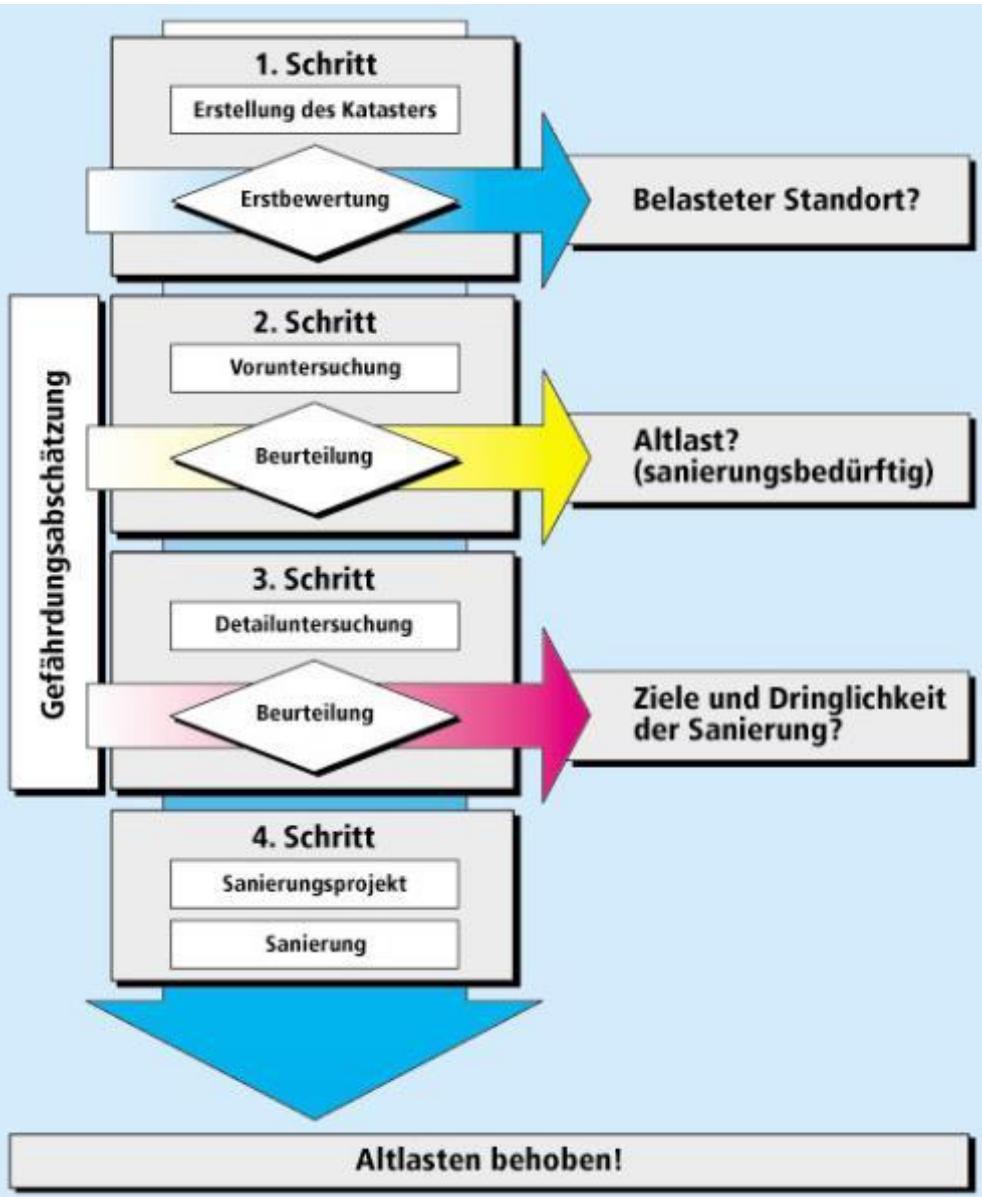 1. Schritt
Erstellung des Katasters
Erstbewertung
Belasteter Standort?
Gefährdungsabschätzung
2. Schritt
Voruntersuchung
Beurteilung
Altlast?
(sanierungsbedürftig)
3. Schritt
Detailuntersuchung
Beurteilung
Ziele und Dringlichkeit
der Sanierung?
4. Schritt
Sanierungsprojekt
Sanierung
Altlasten behoben!